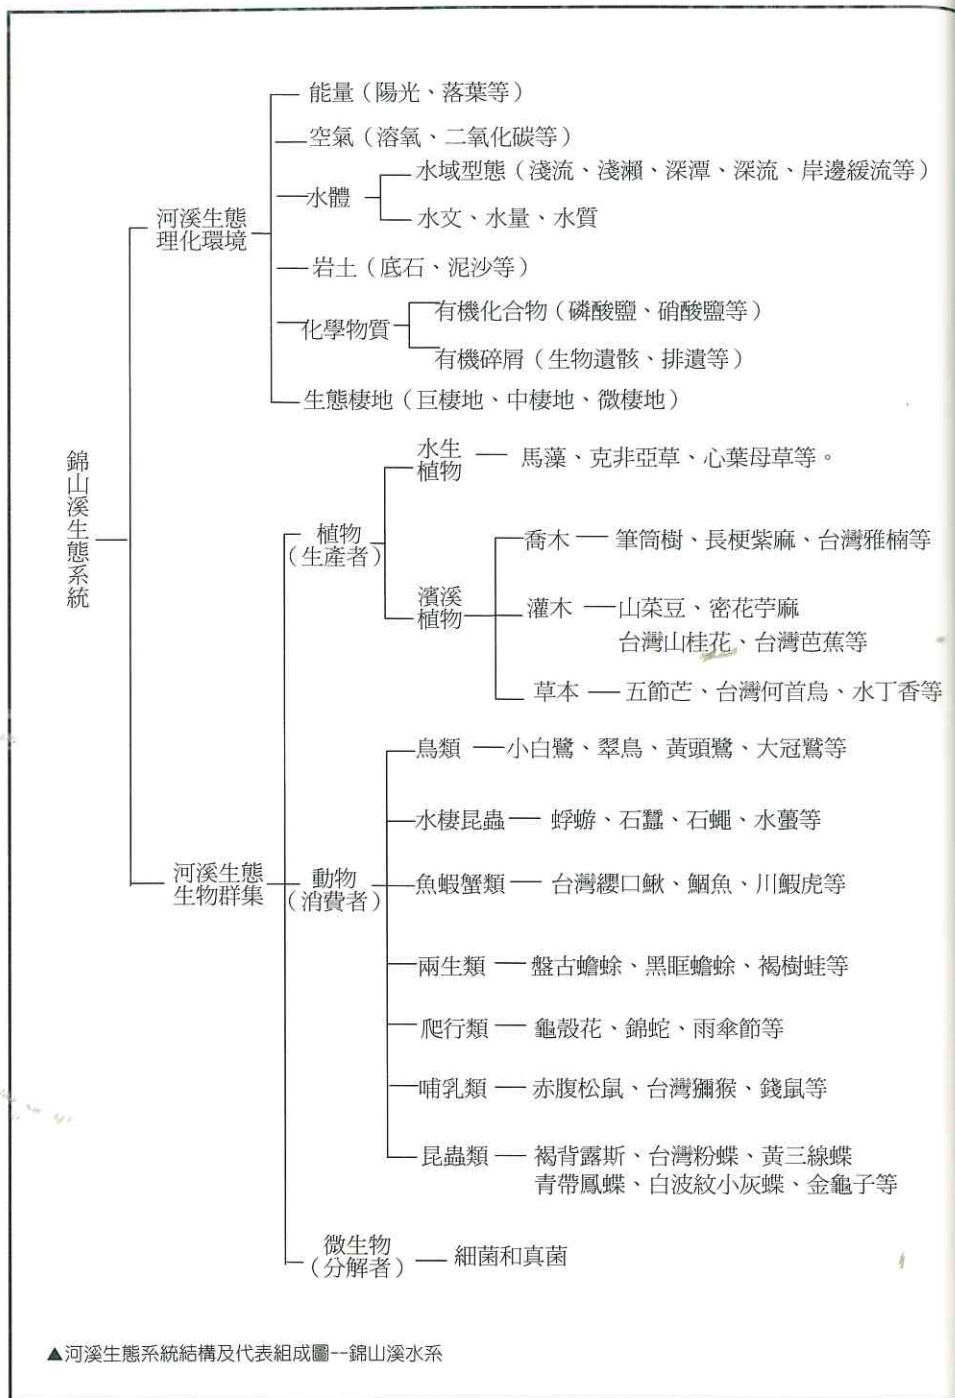 能量（陽光、落葉等）
空氣（溶氧、二氧化碳等）
水域型態（淺流、淺瀨、深潭、深流、岸邊緩流等）
水體
水文、水量、水質
河溪生態
理化環境
岩土（底石、泥沙等）
有機化合物（磷酸鹽、硝酸鹽等）
化學物質
有機碎屑（生物遺骸、排遺等）
生態棲地（巨棲地、中棲地、微棲地）
錦山溪生態系統
水生
植物
馬藻、克非亞草、心葉母草等。
植物
（生產者）
喬木
筆筒樹、長梗紫麻、台灣雅楠等
濱溪
植物
灌木
山菜豆、密花苧麻
台灣山桂花、台灣芭蕉等
草本
五節芒、台灣何首烏、水丁香等
鳥類
小白鷺、翠鳥、黃頭鷺、大冠鷲等
水棲昆蟲
蜉蝣、石蠶、石蠅、水蠆等
河溪生態
生物群集
動物
（消費者）
魚蝦蟹類
台灣纓口鰍、鯝魚、川鰕虎等
兩生類
盤古蟾蜍、黑眶蟾蜍、褐樹蛙等
爬行類
龜殼花、錦蛇、雨傘節等
哺乳類
赤腹松鼠、台灣獼猴、錢鼠等
昆蟲類
褐背露斯、台灣粉蝶、黃三線蝶
青帶鳳蝶、白波紋小灰蝶、金龜子等
微生物
（分解者）
細菌和真菌
▲河溪生態系統結構及代表組成圖--錦山溪水系